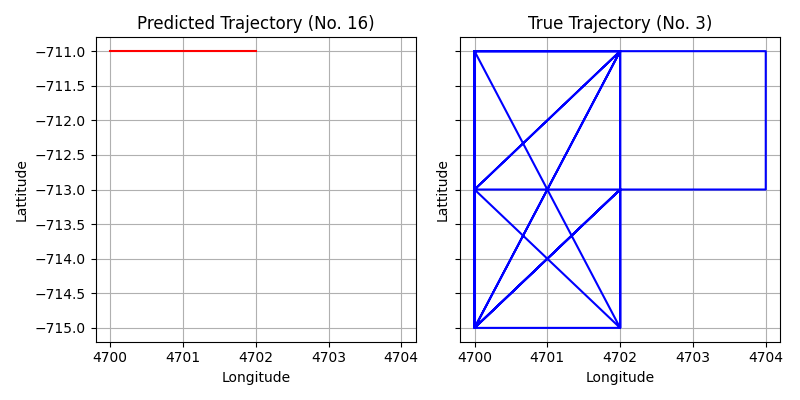 Predicted Trajectory (No. 16)
−711.0
−711.5
−712.0
−712.5
−713.0
−713.5
−714.0
−714.5
−715.0
Lattitude
4700 4701 4702 4703 4704
Longitude
True Trajectory (No. 3)
Lattitude
4700 4701 4702 4703 4704
Longitude